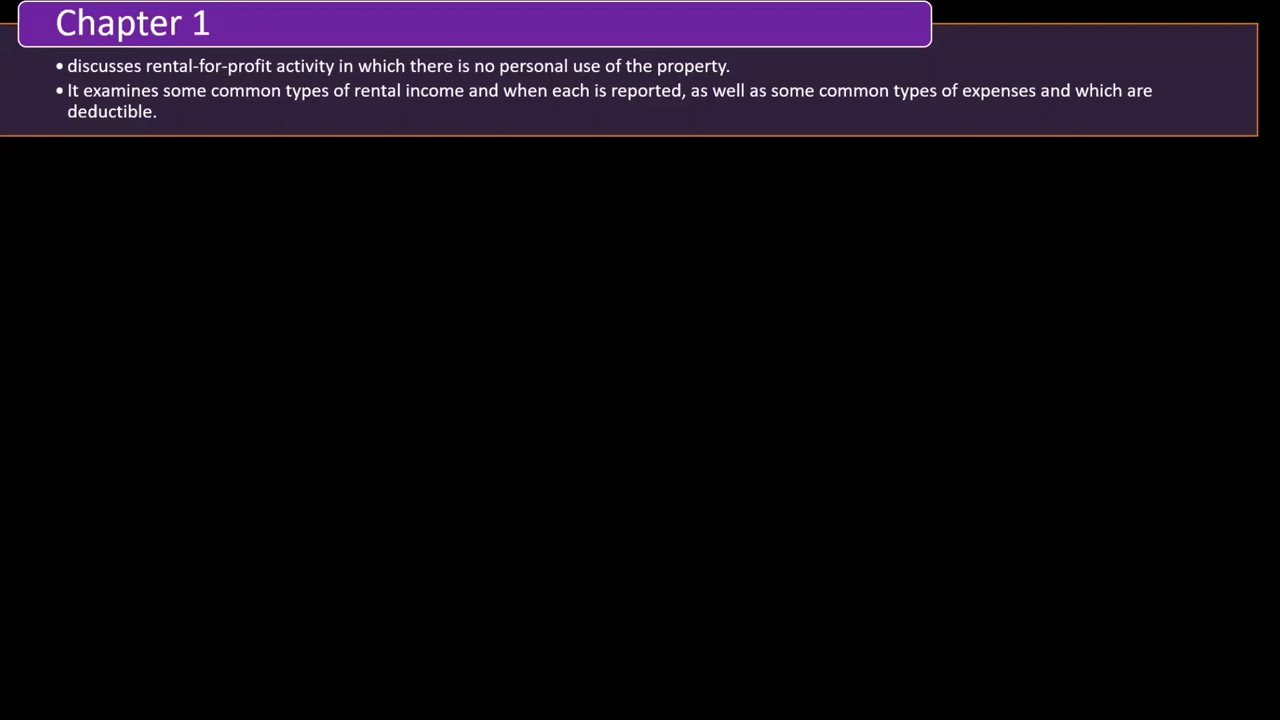 Chapter 1
• discusses rental-for-profit activity in which there is no personal use of the property.
• It examines some common types of rental income and when each is reported, as well as some common types of expenses and which are
deductible.